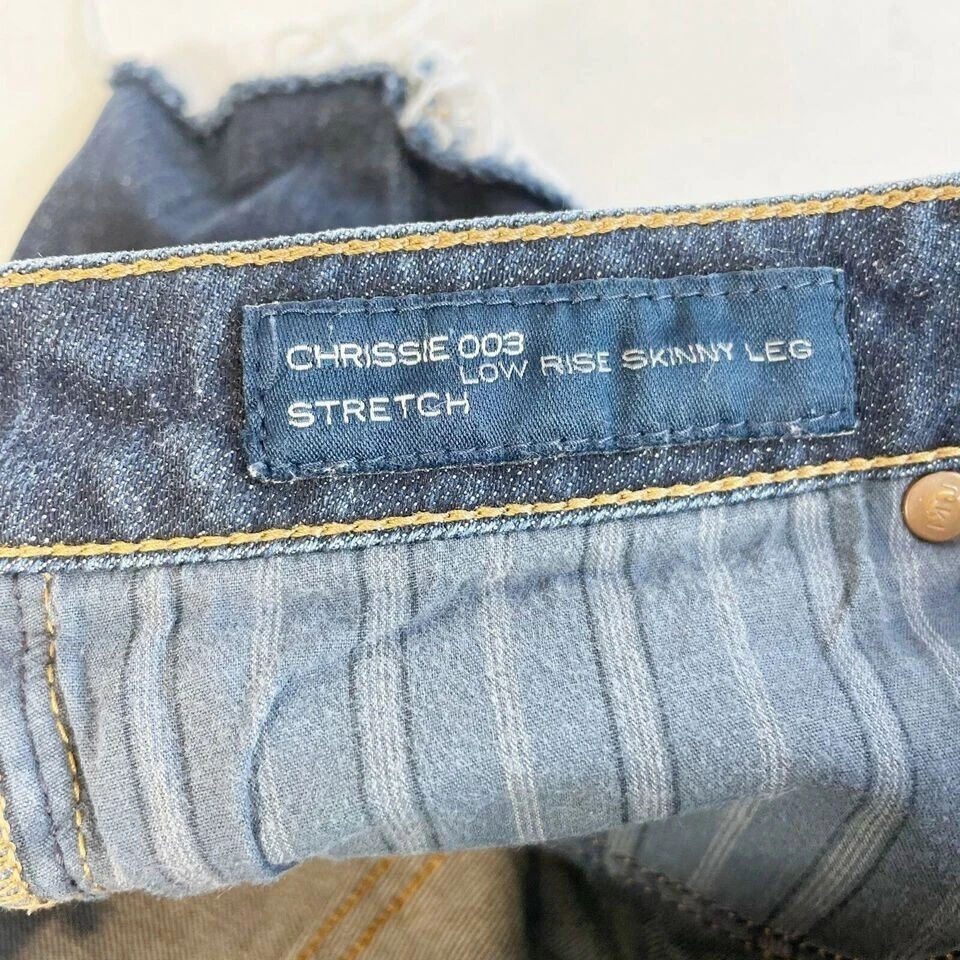 CHRISSIE 003
LOW RISE SKINNY LEG
STRETCH